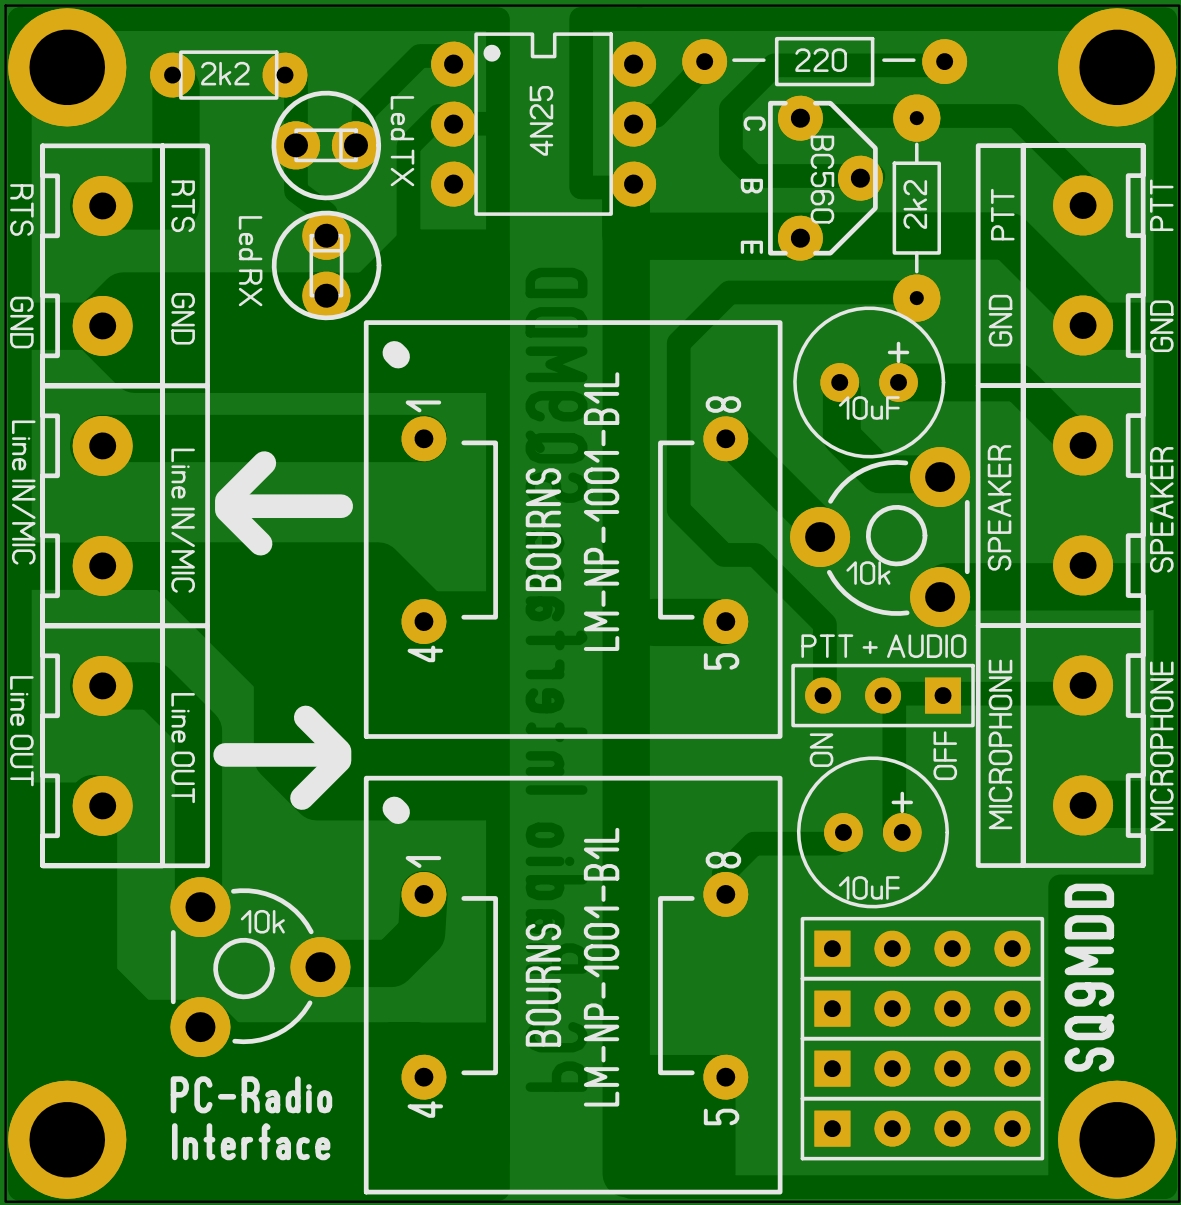 2k2
Led TX
Led RX
4N25
220
C
B
E
BC560
2k2
RTS
GND
Line IN/MIC
Line OUT
RTS
GND
Line IN/MIC
Line OUT
PTT
GND
SPEAKER
MICROPHONE
PTT
GND
SPEAKER
MICROPHONE
+
10uF
10k
1
8
BOURNS
LM-NP-1001-B1L
4
5
PTT + AUDIO
ON
OFF
+
10uF
1
8
BOURNS
LM-NP-1001-B1L
4
5
10k
PC-Radio
Interface
SQ9MDD